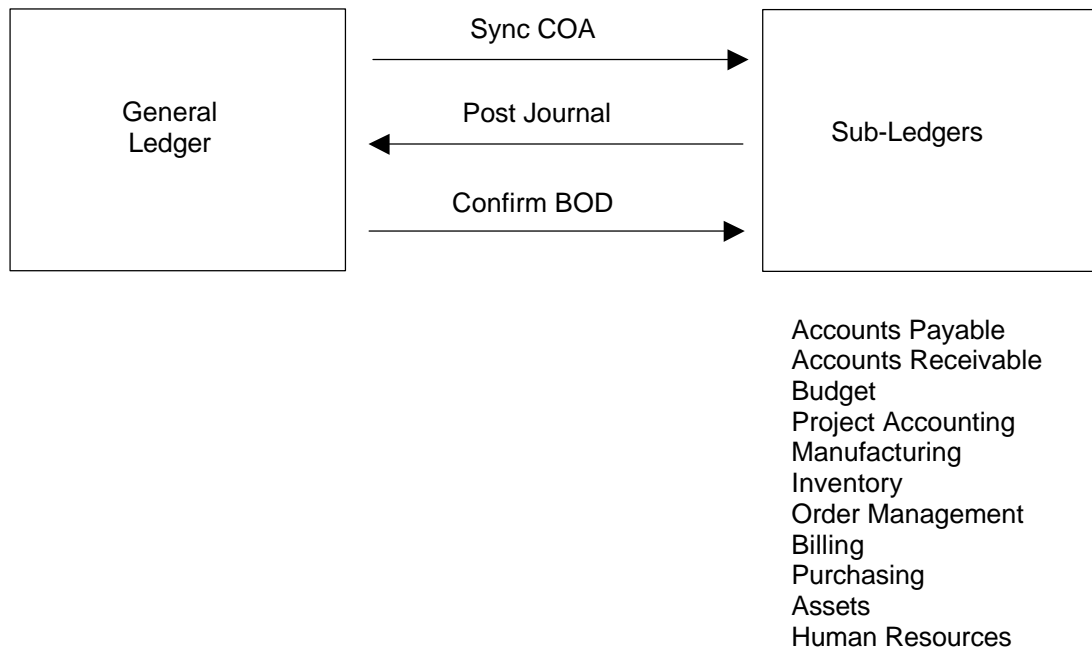 Sync COA
General
Ledger
Post Journal
Sub-Ledgers
Confirm BOD
Accounts Payable
Accounts Receivable
Budget
Project Accounting
Manufacturing
Inventory
Order Management
Billing
Purchasing
Assets
Human Resources